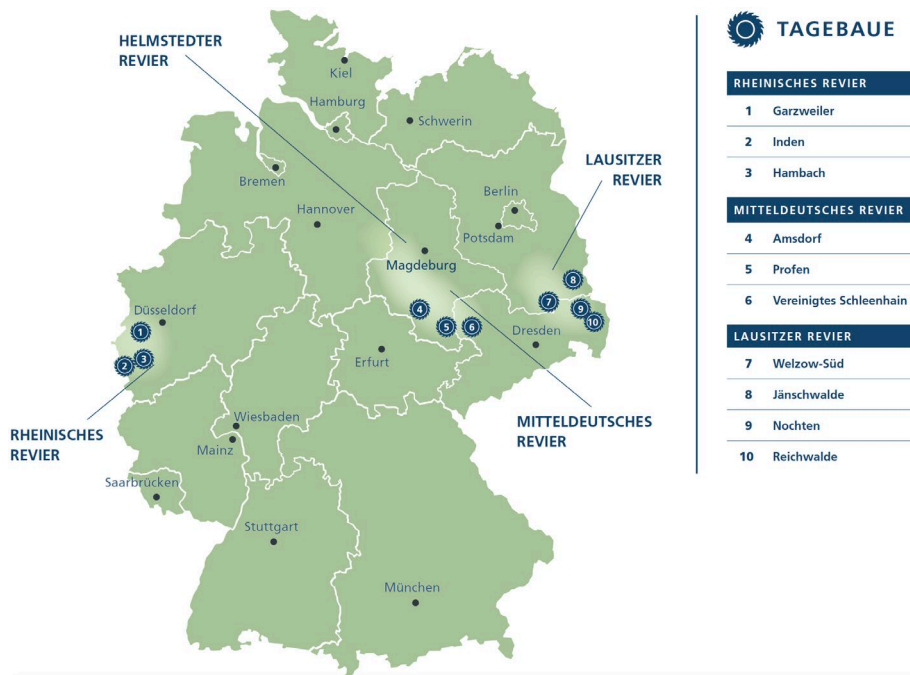 HELMSTEDTER
REVIER
Kiel
Hamburg
Schwerin
Bremen
LAUSITZER
REVIER
Berlin
Hannover
Potsdam
Magdeburg
8
4
7
9
Düsseldorf
1
5
6
10
Dresden
2
3
Erfurt
MITTELDEUTSCHES
REVIER
RHEINISCHES
REVIER
Wiesbaden
Mainz
Saarbrücken
Stuttgart
München
TAGEBAUE
RHEINISCHES REVIER
1 Garzweiler
2 Inden
3 Hambach
MITTELDEUTSCHES REVIER
4 Amsdorf
5 Profen
6 Vereinigtes Schleenhain
LAUSITZER REVIER
7 Welzow-Süd
8 Jänschwalde
9 Nochten
10 Reichwalde